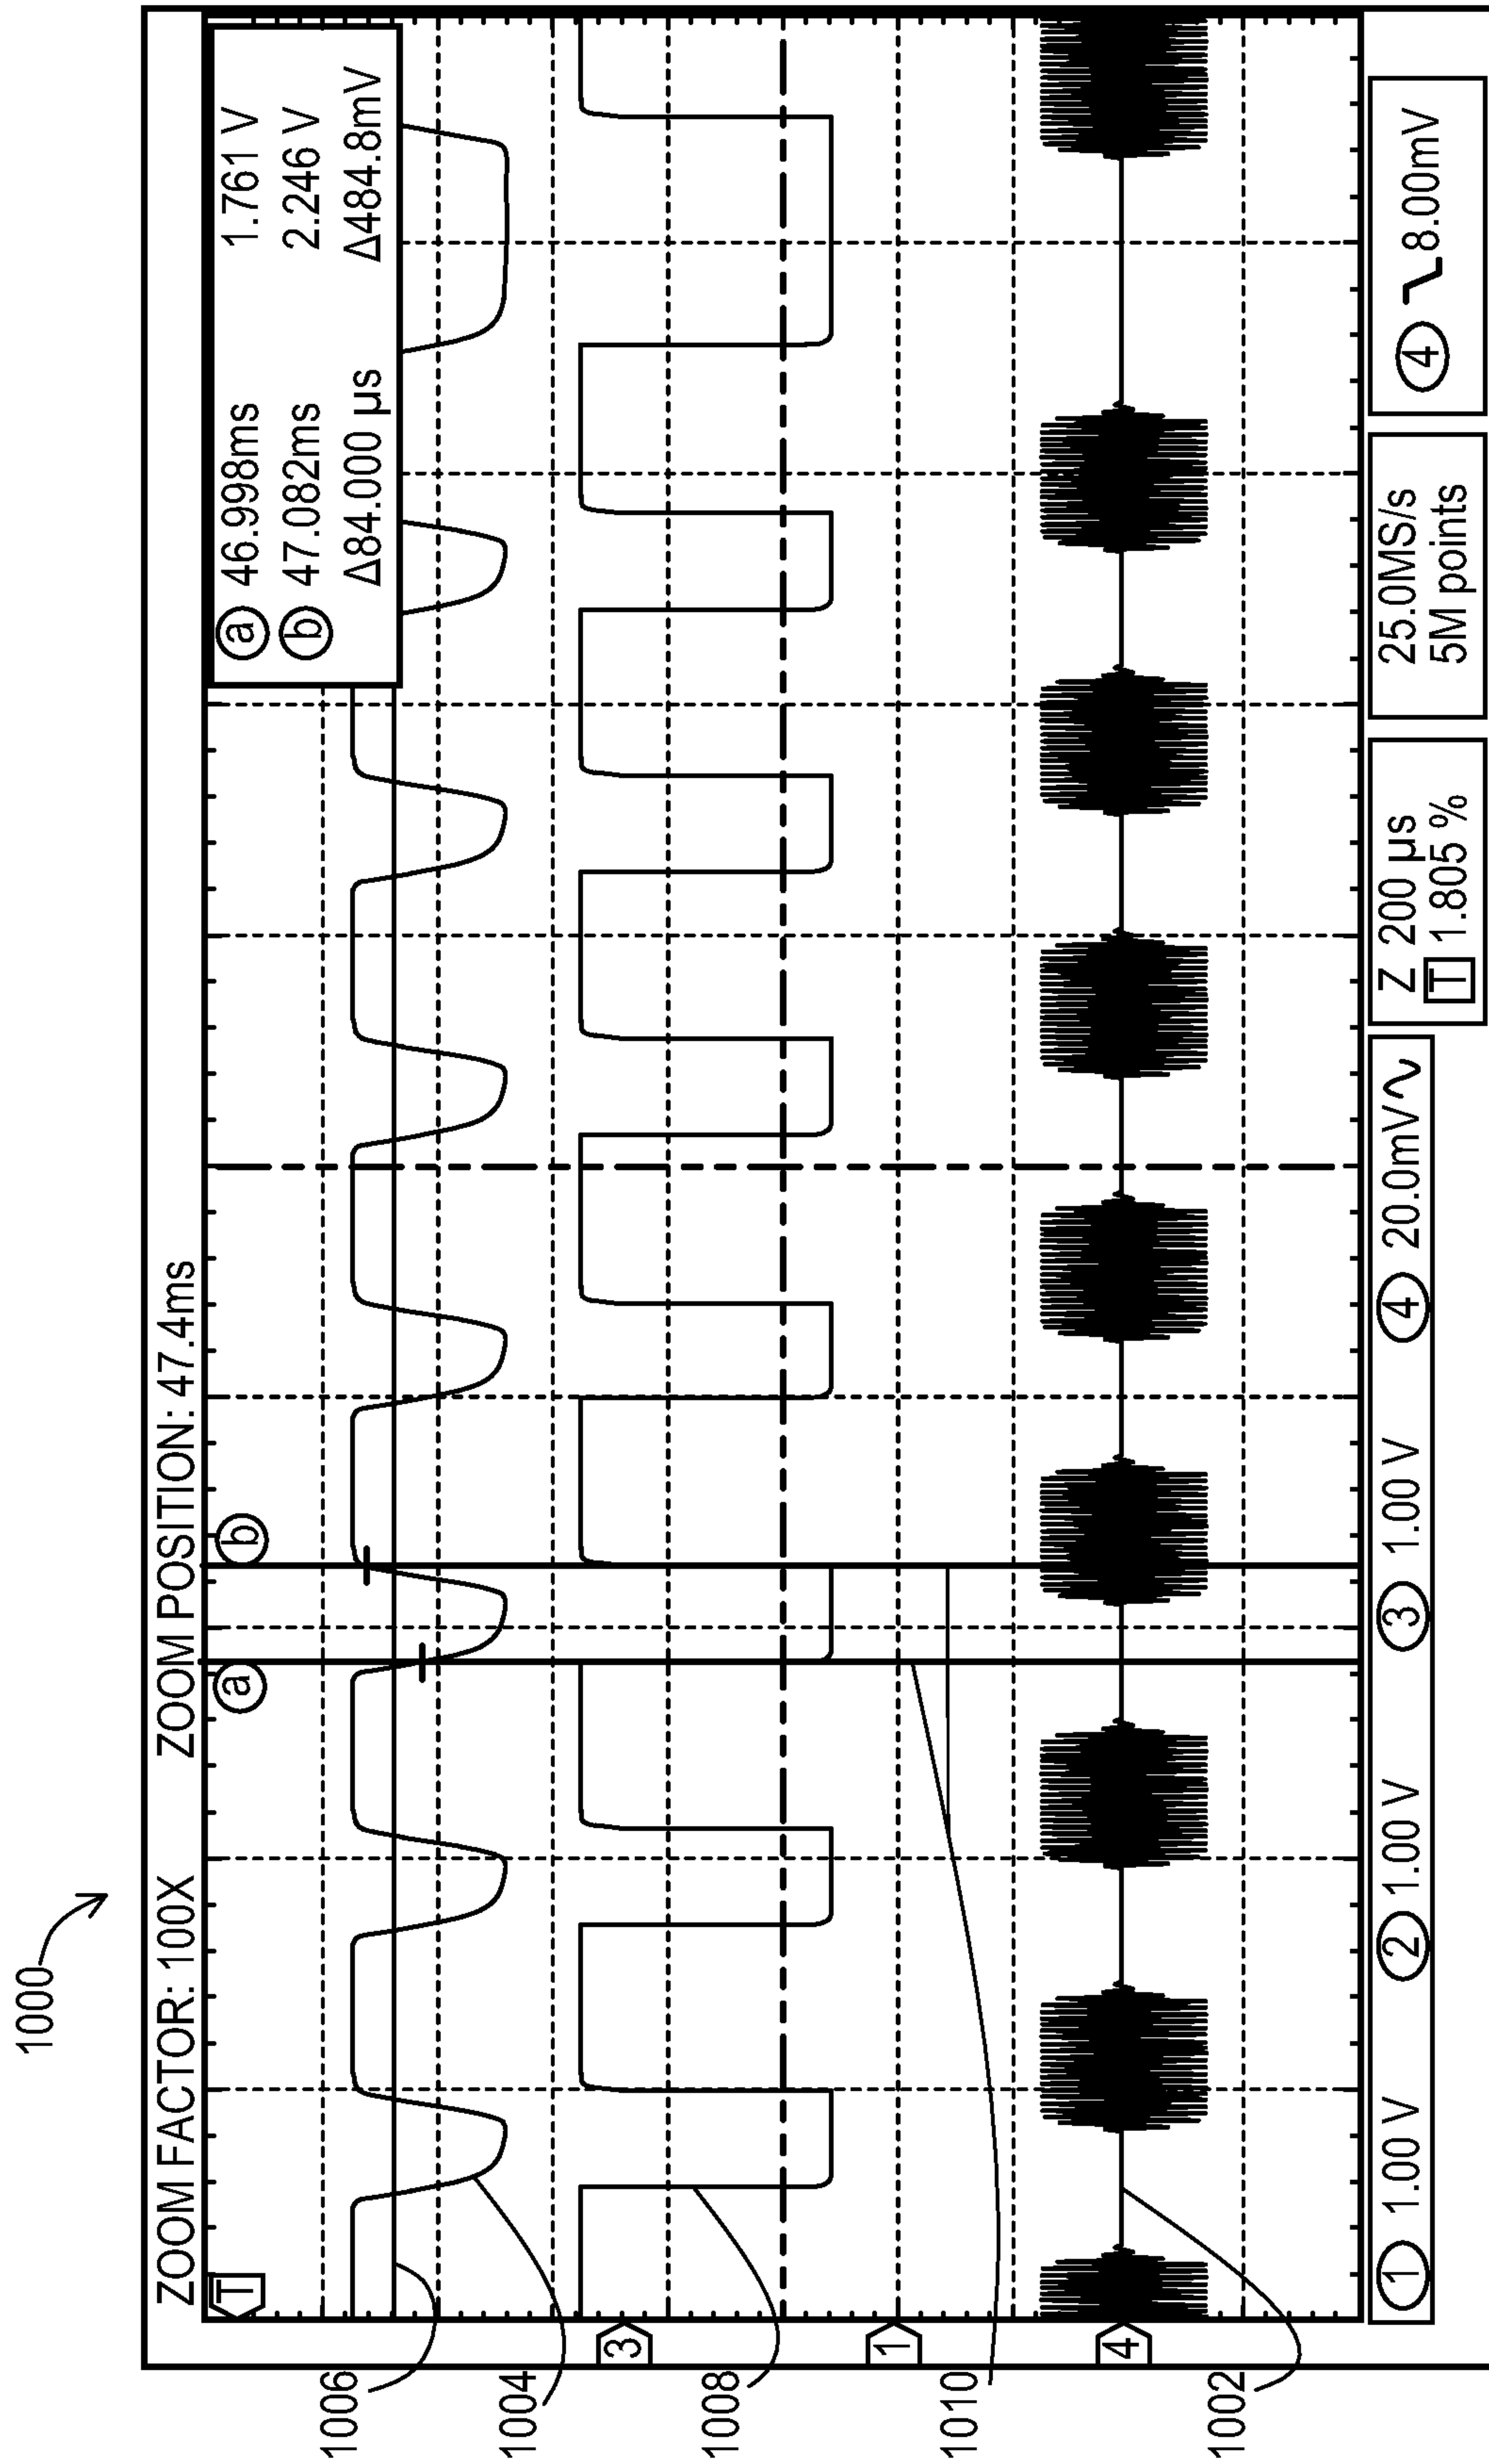 1000
ZOOM FACTOR: 100X ZOOM POSITION: 47.4ms
T
a
b
a 46.998ms 1.761 V
b 47.082ms 2.246 V
Δ84.000 µs Δ484.8mV
1006
1004
3
1008
1
1010
4
1002
1 1.00 V 2 1.00 V 3 1.00 V 4 20.0mV
Z 200 µs
T 1.805 %
25.0MS/s
5M points
4 8.00mV